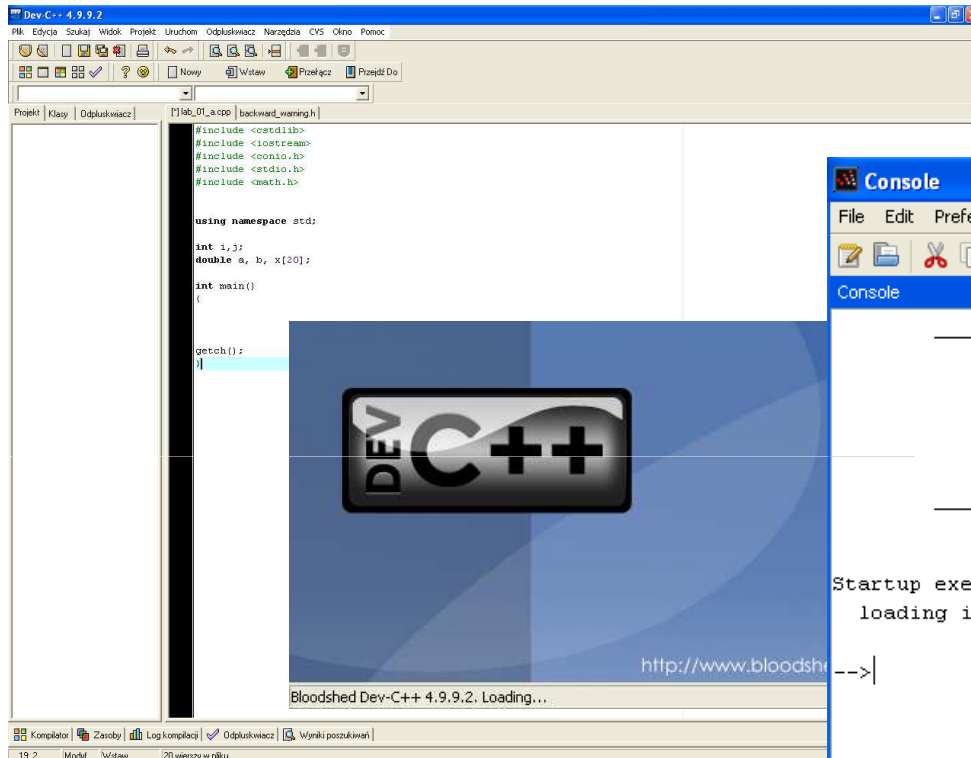 Dev-C++ 4.9.9.2
Plik Edycja Szukaj Widok Projekt Uruchom Odpluskwiacz Narzędzia CVS Okno Pomoc
Nowy Wstaw Przełącz Przejdź Do
Projekt Klasy Odpluskwiacz
[*] lab_01_a.cpp backward_warning.h
#include <cstdlib>
#include <iostream>
#include <conio.h>
#include <stdio.h>
#include <math.h>
using namespace std;
int i,j;
double a, b, x[20];
int main()
{
getch();
}
DEV C++
http://www.bloodsh
Bloodshed Dev-C++ 4.9.9.2. Loading...
Console
File Edit Prefe
Console
Startup exe
loading i
-->
Kompilator Zasoby Log kompilacji Odpluskwiacz Wyniki poszukiwań
19: 2 Modyf. Wstaw 20 wierszy w pliku